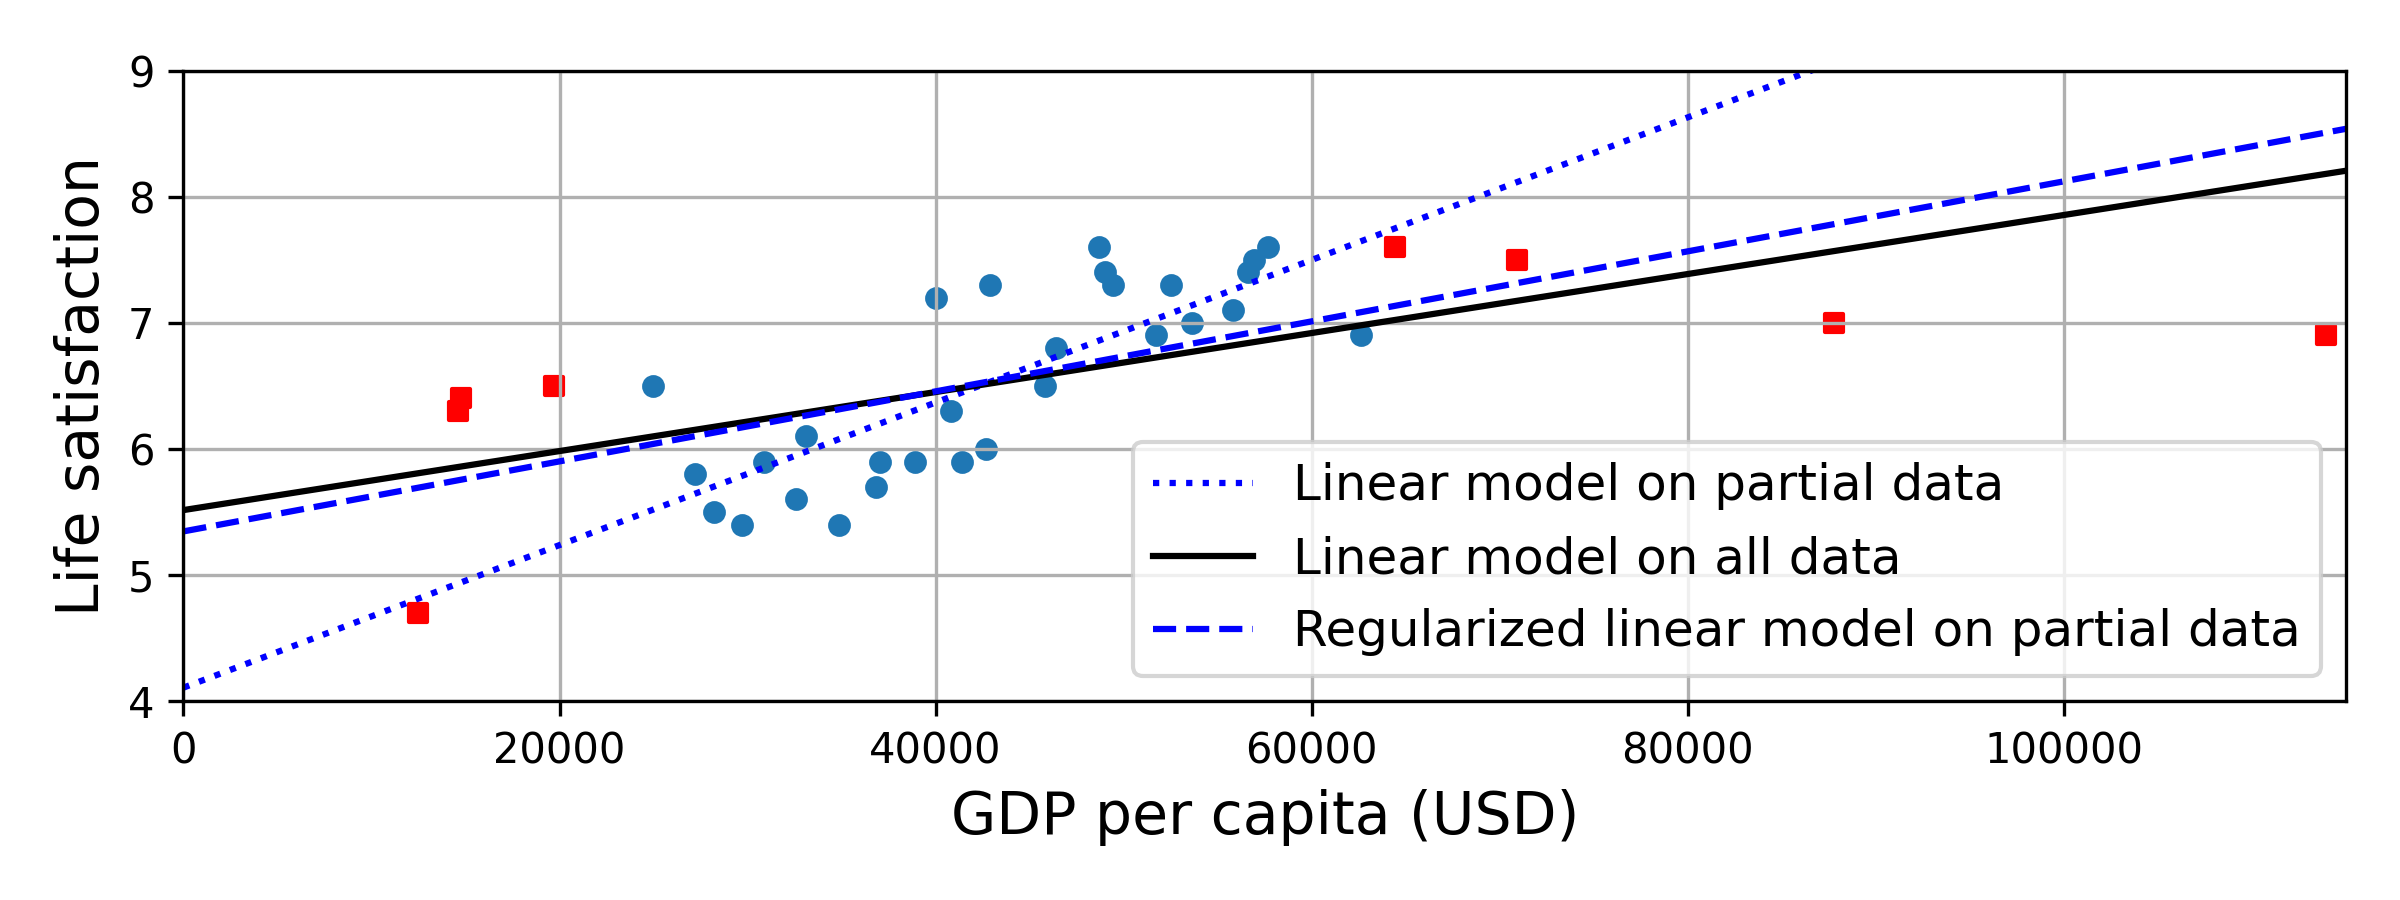 9
8
7
6
5
4
Life satisfaction
0 20000 40000 60000 80000 100000
GDP per capita (USD)
Linear model on partial data
Linear model on all data
Regularized linear model on partial data